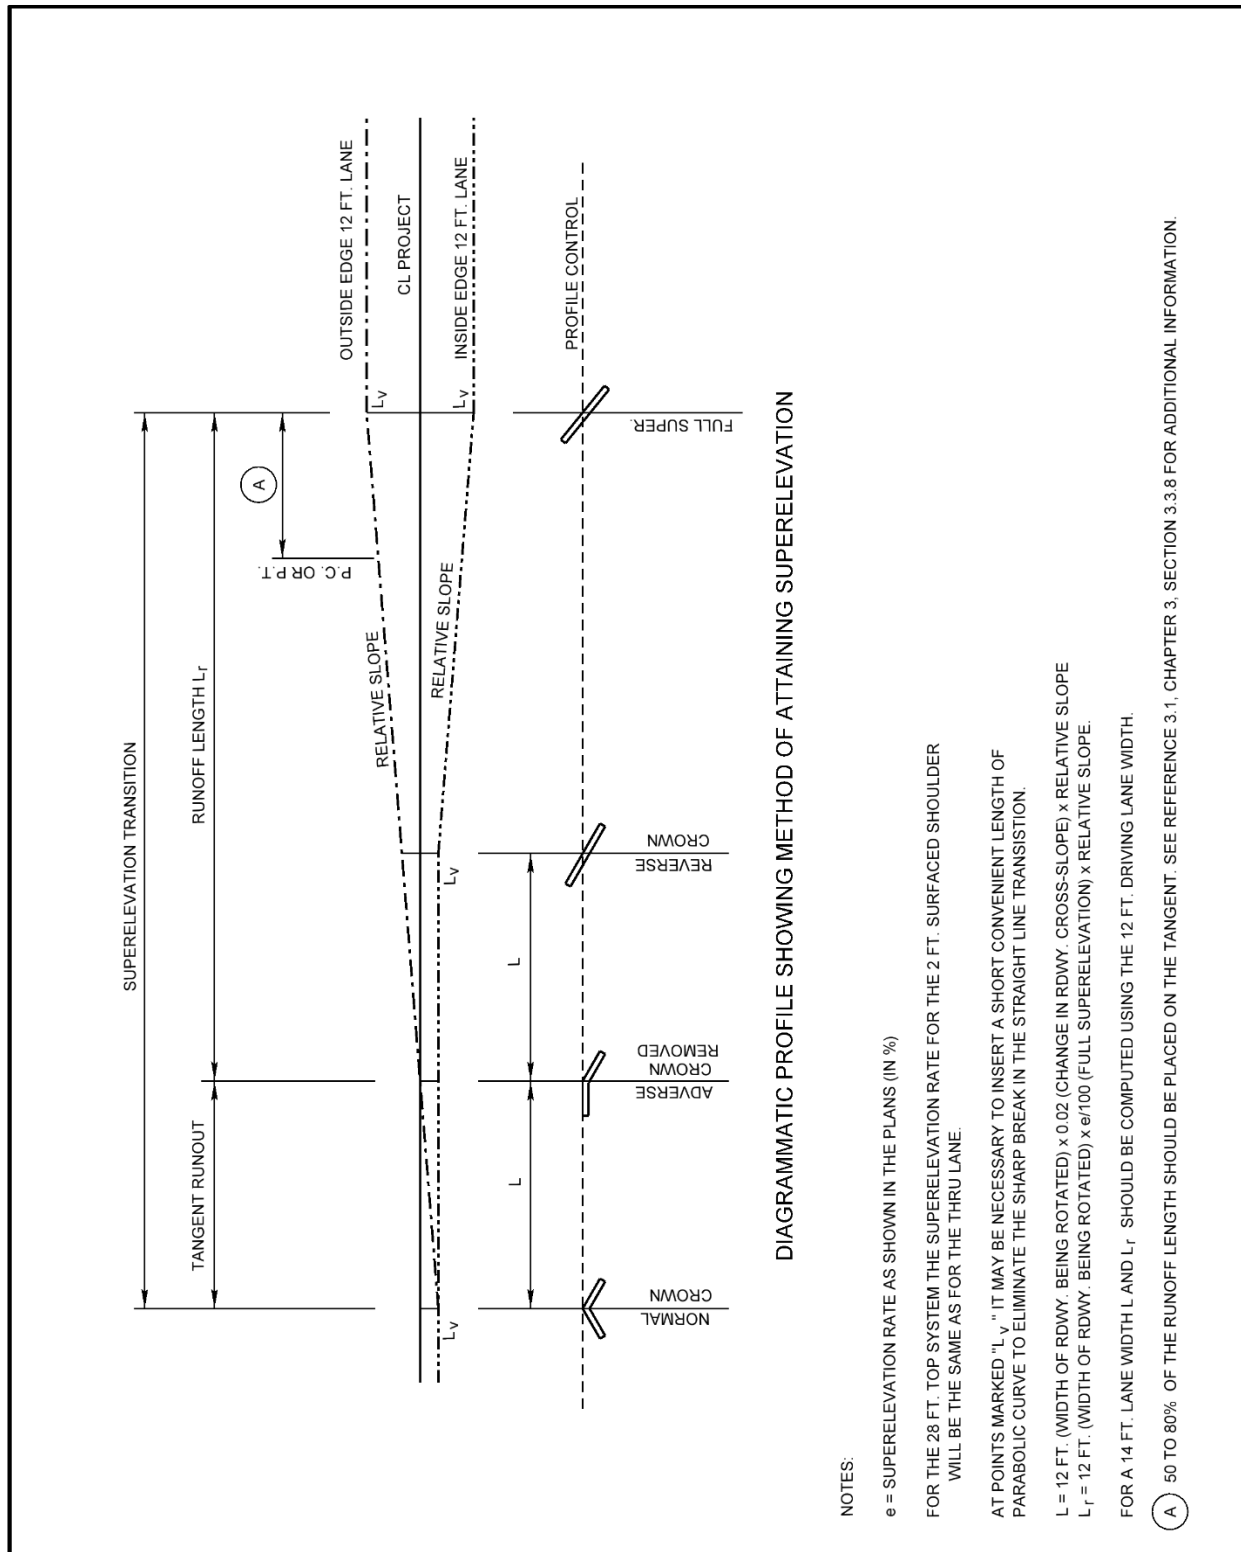 SUPERELEVATION TRANSITION
TANGENT RUNOUT
RUNOFF LENGTH Lr
A
P.C. OR P.T.
OUTSIDE EDGE 12 FT. LANE
RELATIVE SLOPE
Lv
CL PROJECT
Lv
Lv
RELATIVE SLOPE
Lv
INSIDE EDGE 12 FT. LANE
L
L
PROFILE CONTROL
NORMAL
CROWN
ADVERSE
CROWN
REMOVED
REVERSE
CROWN
FULL SUPER.
DIAGRAMMATIC PROFILE SHOWING METHOD OF ATTAINING SUPERELEVATION
NOTES:
e = SUPERELEVATION RATE AS SHOWN IN THE PLANS (IN %)
FOR THE 28 FT. TOP SYSTEM THE SUPERELEVATION RATE FOR THE 2 FT. SURFACED SHOULDER
WILL BE THE SAME AS FOR THE THRU LANE.
AT POINTS MARKED "Lv" IT MAY BE NECESSARY TO INSERT A SHORT CONVENIENT LENGTH OF
PARABOLIC CURVE TO ELIMINATE THE SHARP BREAK IN THE STRAIGHT LINE TRANSISTION.
L = 12 FT. (WIDTH OF RDWY. BEING ROTATED) x 0.02 (CHANGE IN RDWY. CROSS-SLOPE) x RELATIVE SLOPE
Lr = 12 FT. (WIDTH OF RDWY. BEING ROTATED) x e/100 (FULL SUPERELEVATION) x RELATIVE SLOPE.
FOR A 14 FT. LANE WIDTH L AND Lr SHOULD BE COMPUTED USING THE 12 FT. DRIVING LANE WIDTH.
A 50 TO 80% OF THE RUNOFF LENGTH SHOULD BE PLACED ON THE TANGENT. SEE REFERENCE 3.1, CHAPTER 3, SECTION 3.3.8 FOR ADDITIONAL INFORMATION.